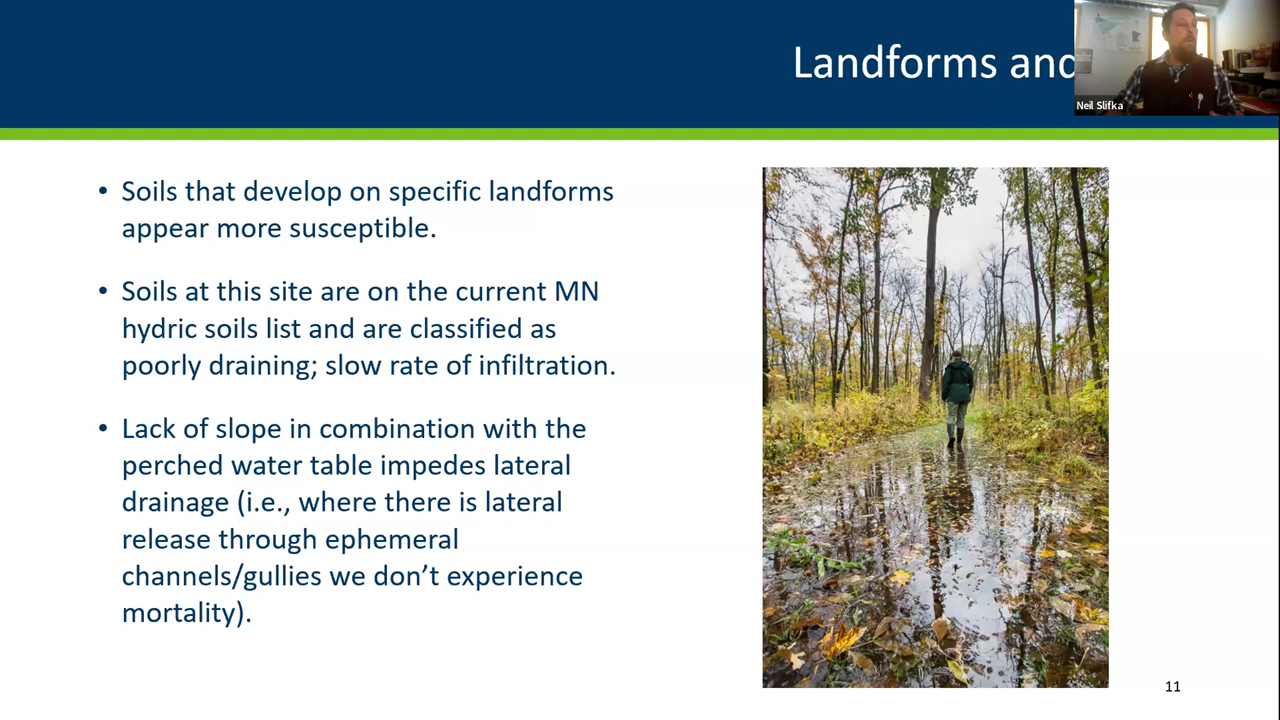 Landforms and
Neil Slifka
• Soils that develop on specific landforms
appear more susceptible.
• Soils at this site are on the current MN
hydric soils list and are classified as
poorly draining; slow rate of infiltration.
• Lack of slope in combination with the
perched water table impedes lateral
drainage (i.e., where there is lateral
release through ephemeral
channels/gullies we don’t experience
mortality).
11